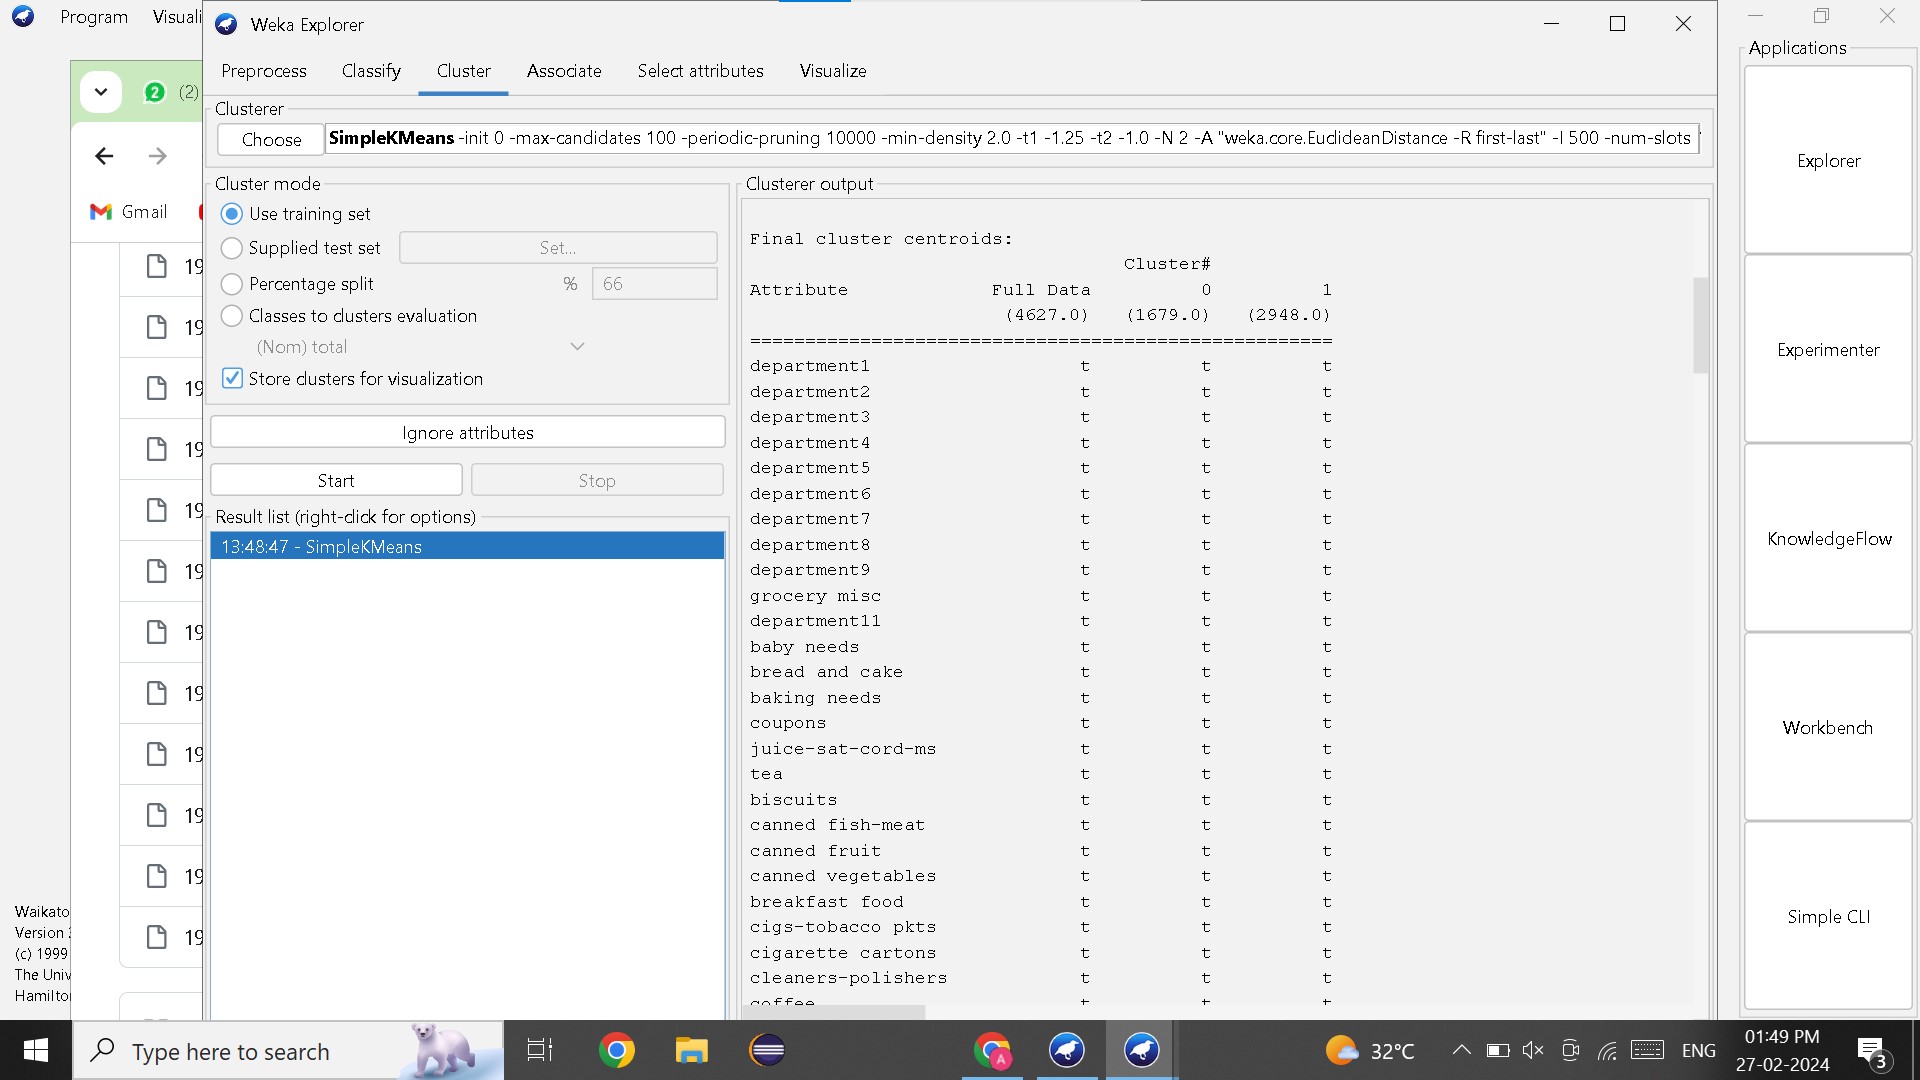 Program Visuali
Weka Explorer
Preprocess Classify Cluster Associate Select attributes Visualize
(2)
Gmail
19
19
19
19
19
19
19
19
19
19
19
19
Waikato
Version
(c) 1999
The Univ
Hamilton
Clusterer
Choose SimpleKMeans -init 0 -max-candidates 100 -periodic-pruning 10000 -min-density 2.0 -t1 -1.25 -t2 -1.0 -N 2 -A "weka.core.EuclideanDistance -R first-last" -I 500 -num-slots
Cluster mode
Use training set
Supplied test set Set...
Percentage split % 66
Classes to clusters evaluation
(Nom) total
Store clusters for visualization
Ignore attributes
Start Stop
Result list (right-click for options)
13:48:47 - SimpleKMeans
Clusterer output
Final cluster centroids:
Cluster#
Attribute Full Data 0 1
(4627.0) (1679.0) (2948.0)
=====================================================
department1 t t t
department2 t t t
department3 t t t
department4 t t t
department5 t t t
department6 t t t
department7 t t t
department8 t t t
department9 t t t
grocery misc t t t
department11 t t t
baby needs t t t
bread and cake t t t
baking needs t t t
coupons t t t
juice-sat-cord-ms t t t
tea t t t
biscuits t t t
canned fish-meat t t t
canned fruit t t t
canned vegetables t t t
breakfast food t t t
cigs-tobacco pkts t t t
cigarette cartons t t t
cleaners-polishers t t t
coffee t t t
Applications
Explorer
Experimenter
KnowledgeFlow
Workbench
Simple CLI
Type here to search
32°C
ENG
01:49 PM
27-02-2024
3